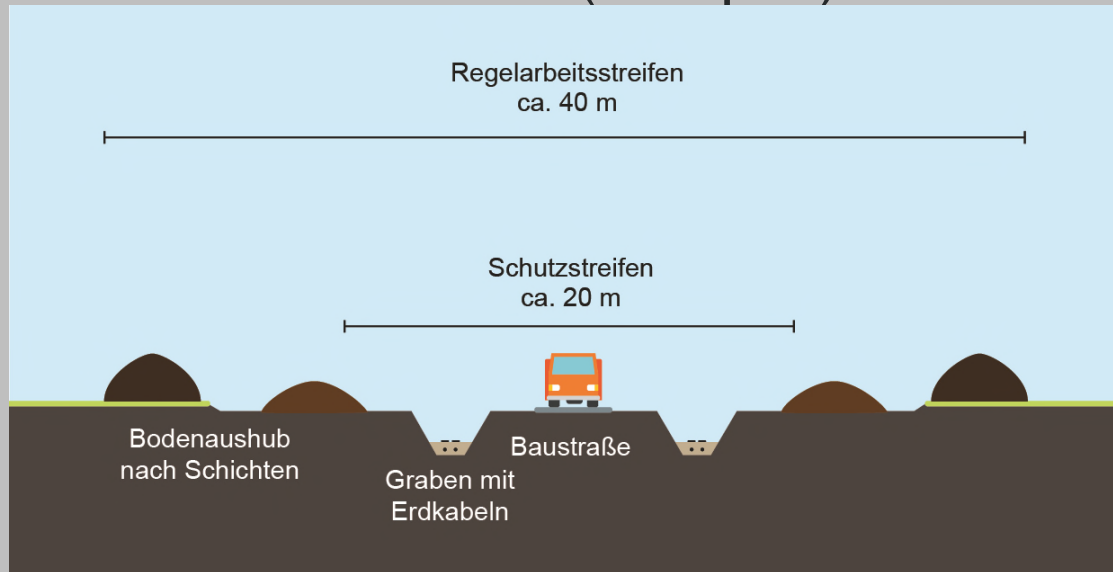 Regelarbeitsstreifen
ca. 40 m
Schutzstreifen
ca. 20 m
Bodenaushub
nach Schichten
Baustraße
Graben mit
Erdkabeln